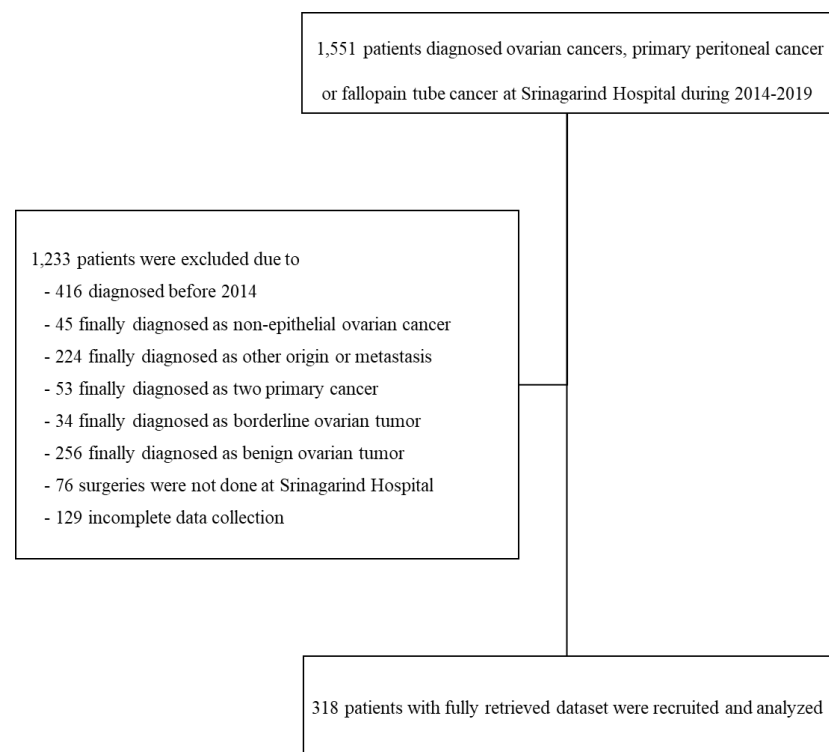 1,551 patients diagnosed ovarian cancers, primary peritoneal cancer
or fallopain tube cancer at Srinagarind Hospital during 2014-2019
1,233 patients were excluded due to
- 416 diagnosed before 2014
- 45 finally diagnosed as non-epithelial ovarian cancer
- 224 finally diagnosed as other origin or metastasis
- 53 finally diagnosed as two primary cancer
- 34 finally diagnosed as borderline ovarian tumor
- 256 finally diagnosed as benign ovarian tumor
- 76 surgeries were not done at Srinagarind Hospital
- 129 incomplete data collection
318 patients with fully retrieved dataset were recruited and analyzed